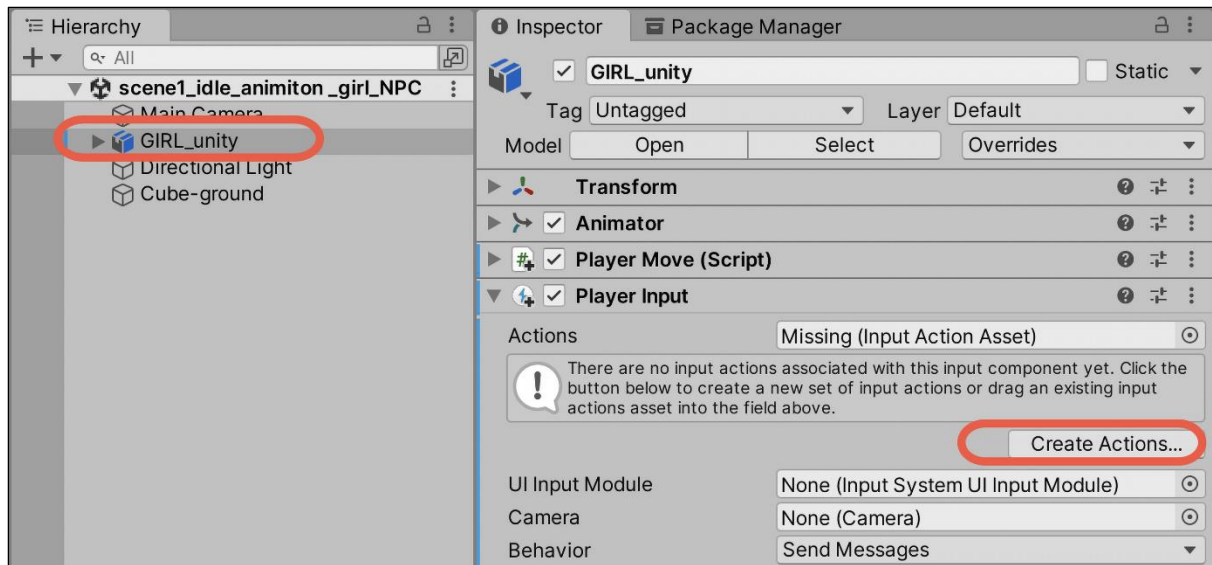 Hierarchy
All
scene1_idle_animiton _girl_NPC
Main Camera
GIRL_unity
Directional Light
Cube-ground
Inspector
Package Manager
GIRL_unity
Static
Tag Untagged
Layer Default
Model Open Select Overrides
Transform
Animator
Player Move (Script)
Player Input
Actions Missing (Input Action Asset)
There are no input actions associated with this input component yet. Click the
button below to create a new set of input actions or drag an existing input
actions asset into the field above.
Create Actions...
UI Input Module None (Input System UI Input Module)
Camera None (Camera)
Behavior Send Messages